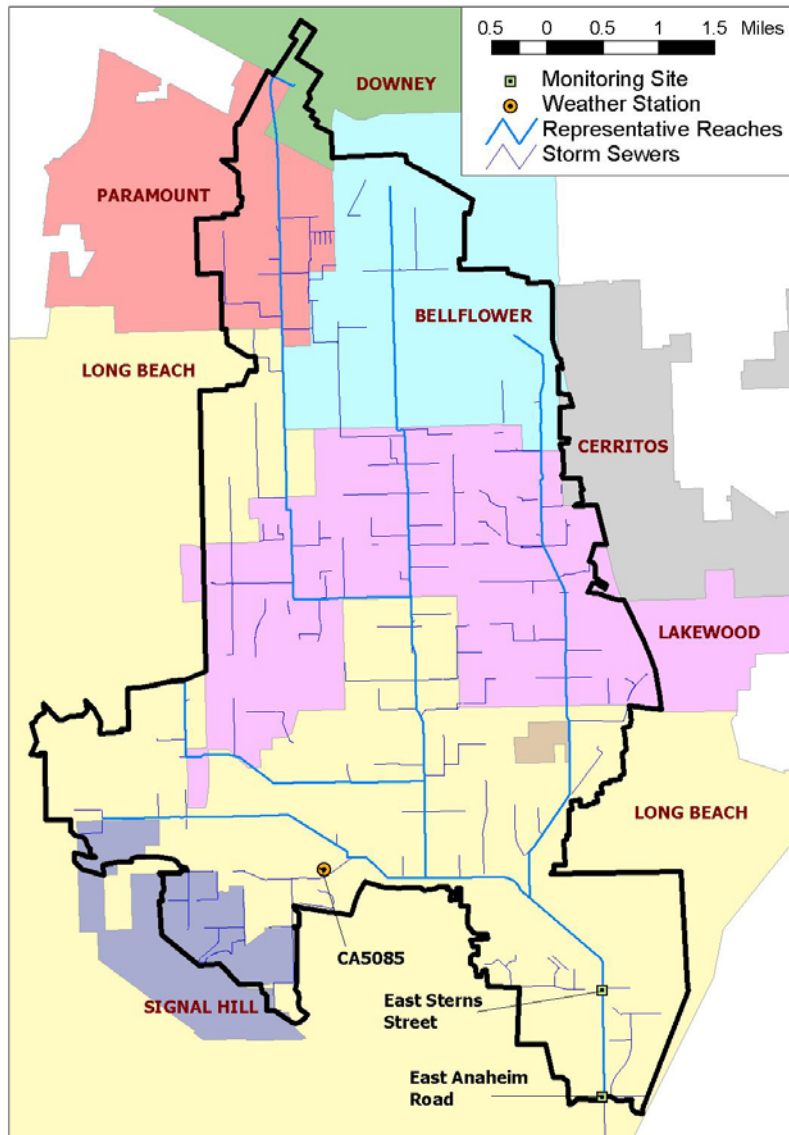 0.5 0 0.5 1 1.5 Miles
Monitoring Site
Weather Station
Representative Reaches
Storm Sewers
DOWNEY
PARAMOUNT
BELLFLOWER
LONG BEACH
CERRITOS
LAKEWOOD
LONG BEACH
CA5085
SIGNAL HILL
East Sterns
Street
East Anaheim
Road